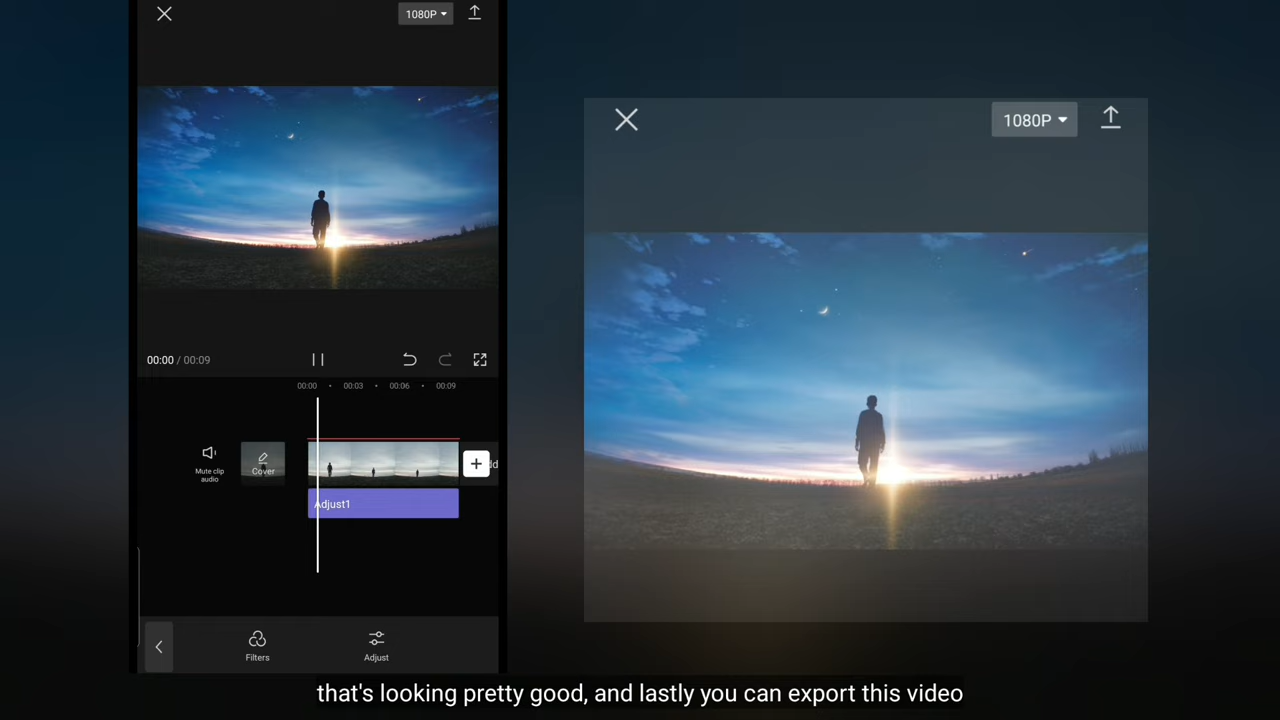 1080P
00:00 / 00:09
00:00 00:03 00:06 00:09
Mute clip
audio
Cover
dd
Adjust1
Filters
Adjust
1080P
that's looking pretty good, and lastly you can export this video